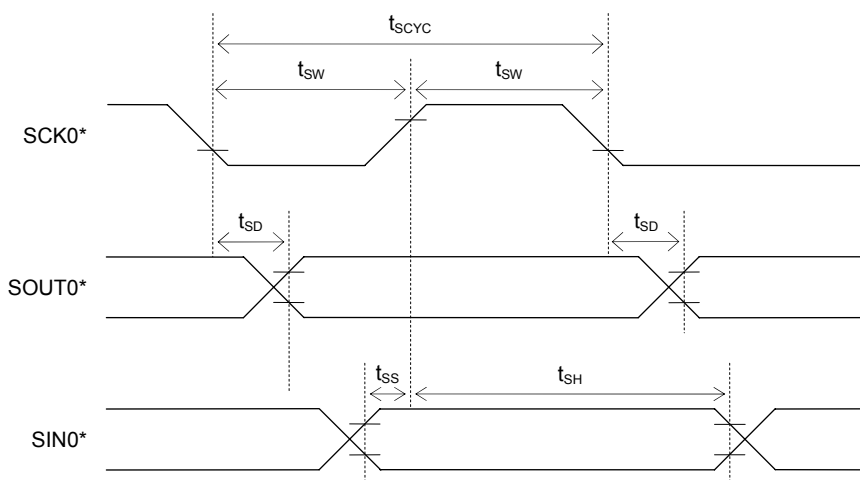 tSCYC
tSW tSW
SCK0*
tSD tSD
SOUT0*
tSS tSH
SIN0*